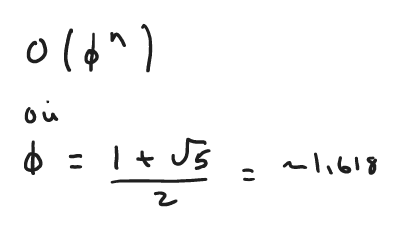 O(ϕⁿ)
où
ϕ = (1 + √5)/2 = ~1.618